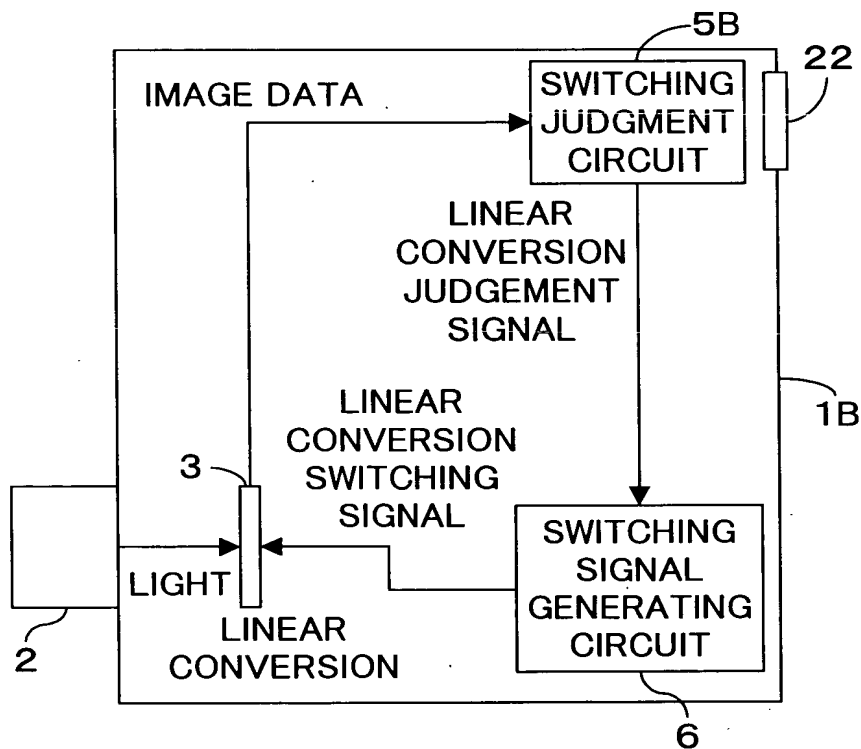 5B
22
IMAGE DATA
SWITCHING
JUDGMENT
CIRCUIT
LINEAR
CONVERSION
JUDGEMENT
SIGNAL
1B
LINEAR
CONVERSION
SWITCHING
SIGNAL
3
LIGHT
2
LINEAR
CONVERSION
SWITCHING
SIGNAL
GENERATING
CIRCUIT
6